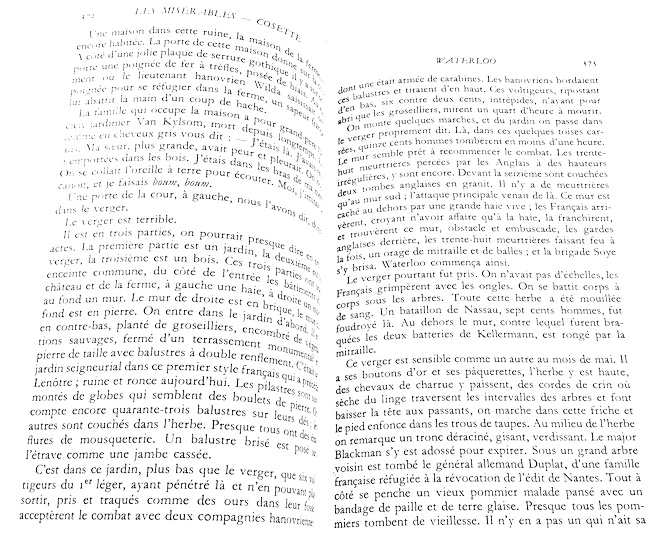 LES MISÉRABLES — COSETTE
Une maison dans cette ruine, la maison de la ferme, est
encore habitée. La porte de cette maison donne sur la
À côté d'une jolie plaque de serrure gothique il y a sur
porte une poignée de fer à trèfles, posée de biais.
ment où le lieutenant hanovrien Wilda saisissait
poignée pour se réfugier dans la ferme, un sapeur
lui abattit la main d'un coup de hache.
La famille qui occupe la maison a pour grand-père
cien jardinier Van Kylsom, mort depuis longtemps.
femme en cheveux gris vous dit : — J'étais là. J'avais
ans. Ma sœur, plus grande, avait peur et pleurait. On
emportées dans les bois. J'étais dans les bras de ma
On se collait l'oreille à terre pour écouter. Moi, j'imitais
canon, et je faisais boum, boum.
Une porte de la cour, à gauche, nous l'avons dit,
dans le verger.
Le verger est terrible.
Il est en trois parties, on pourrait presque dire en
actes. La première partie est un jardin, la deuxième
verger, la troisième est un bois. Ces trois parties ont
enceinte commune, du côté de l'entrée les bâtiments
château et de la ferme, à gauche une haie, à droite un
au fond un mur. Le mur de droite est en brique, le mur
fond est en pierre. On entre dans le jardin d'abord. Il
en contre-bas, planté de groseilliers, encombré de
tions sauvages, fermé d'un terrassement monumental
pierre de taille avec balustres à double renflement. C'était
jardin seigneurial dans ce premier style français qui a précédé
Lenôtre ; ruine et ronce aujourd'hui. Les pilastres sont
montés de globes qui semblent des boulets de pierre. On
compte encore quarante-trois balustres sur leurs dés ;
autres sont couchés dans l'herbe. Presque tous ont des
flures de mousqueterie. Un balustre brisé est posé
l'étrave comme une jambe cassée.
C'est dans ce jardin, plus bas que le verger, que six
tigeurs du 1er léger, ayant pénétré là et n'en pouvant plus
sortir, pris et traqués comme des ours dans leur fosse,
acceptèrent le combat avec deux compagnies hanovriennes
WATERLOO 373
dont une était armée de carabines. Les hanovriens bordaient
ces balustres et tiraient d'en haut. Ces voltigeurs, ripostant
d'en bas, six contre deux cents, intrépides, n'ayant pour
abri que les groseilliers, mirent un quart d'heure à mourir.
On monte quelques marches, et du jardin on passe dans
le verger proprement dit. Là, dans ces quelques toises car-
rées, quinze cents hommes tombèrent en moins d'une heure.
Le mur semble prêt à recommencer le combat. Les trente-
huit meurtrières percées par les Anglais à des hauteurs
irrégulières, y sont encore. Devant la seizième sont couchées
deux tombes anglaises en granit. Il n'y a de meurtrières
qu'au mur sud ; l'attaque principale venait de là. Ce mur est
caché au dehors par une grande haie vive ; les Français arri-
vèrent, croyant n'avoir affaire qu'à la haie, la franchirent,
et trouvèrent ce mur, obstacle et embuscade, les gardes
anglaises derrière, les trente-huit meurtrières faisant feu à
la fois, un orage de mitraille et de balles ; et la brigade Soye
s'y brisa. Waterloo commença ainsi.
Le verger pourtant fut pris. On n'avait pas d'échelles, les
Français grimpèrent avec les ongles. On se battit corps à
corps sous les arbres. Toute cette herbe a été mouillée
de sang. Un bataillon de Nassau, sept cents hommes, fut
foudroyé là. Au dehors le mur, contre lequel furent bra-
quées les deux batteries de Kellermann, est rongé par la
mitraille.
Ce verger est sensible comme un autre au mois de mai. Il
a ses boutons d'or et ses pâquerettes, l'herbe y est haute,
des chevaux de charrue y paissent, des cordes de crin où
sèche du linge traversent les intervalles des arbres et font
baisser la tête aux passants, on marche dans cette friche et
le pied enfonce dans les trous de taupes. Au milieu de l'herbe
on remarque un tronc déraciné, gisant, verdissant. Le major
Blackman s'y est adossé pour expirer. Sous un grand arbre
voisin est tombé le général allemand Duplat, d'une famille
française réfugiée à la révocation de l'édit de Nantes. Tout à
côté se penche un vieux pommier malade pansé avec un
bandage de paille et de terre glaise. Presque tous les pom-
miers tombent de vieillesse. Il n'y en a pas un qui n'ait sa